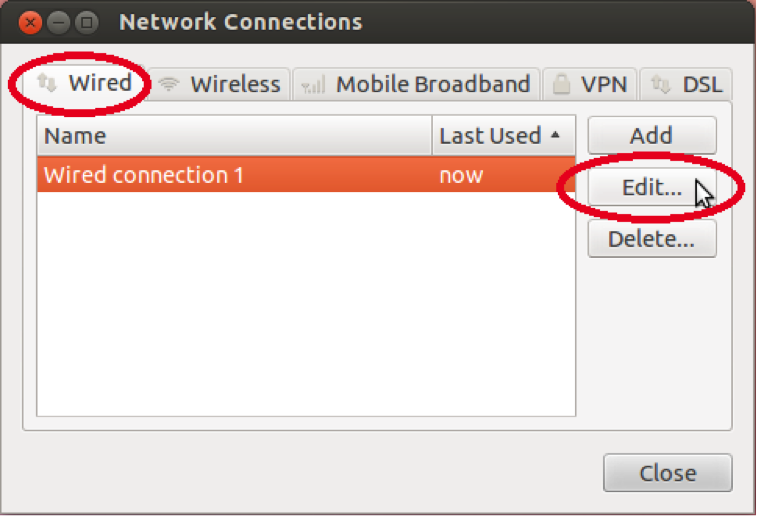 Network Connections
Wired Wireless Mobile Broadband VPN DSL
Name Last Used Add
Wired connection 1 now Edit...
Delete...
Close